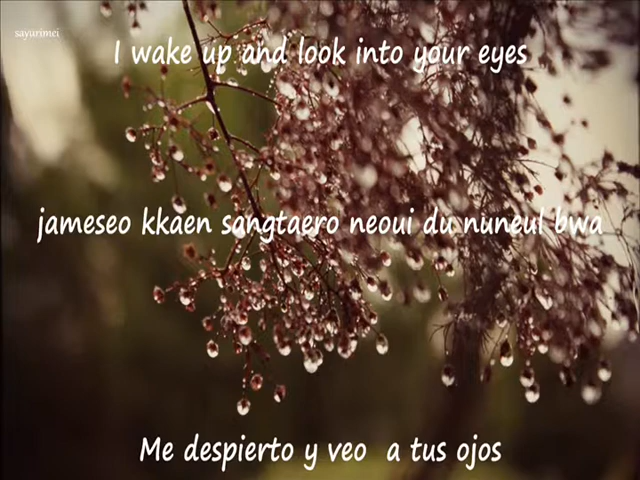 sayurimei
I wake up and look into your eyes
jameseo kkaen sangtaero neoui du nuneul bwa
Me despierto y veo a tus ojos